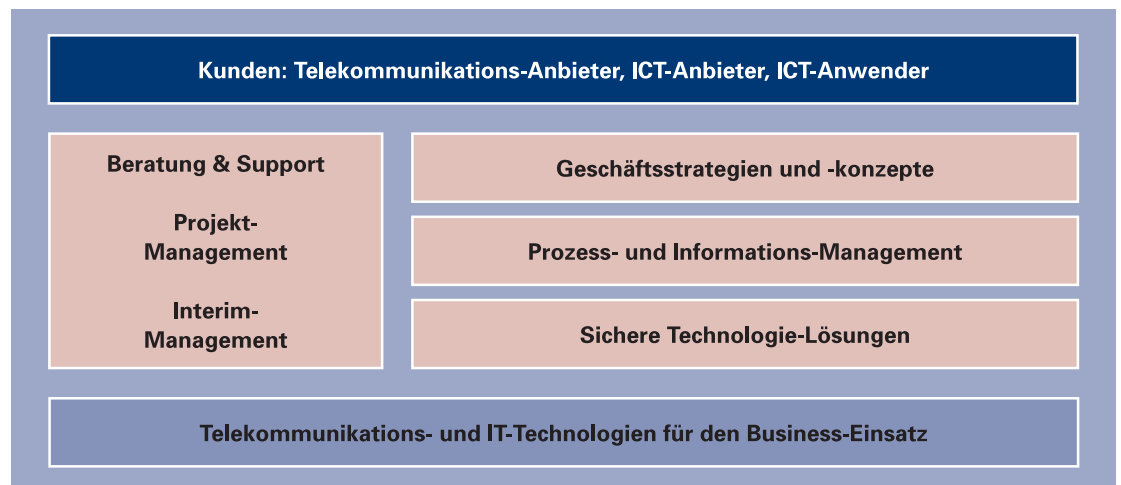 Kunden: Telekommunikations-Anbieter, ICT-Anbieter, ICT-Anwender
Beratung & Support
Projekt-
Management
Interim-
Management
Geschäftsstrategien und -konzepte
Prozess- und Informations-Management
Sichere Technologie-Lösungen
Telekommunikations- und IT-Technologien für den Business-Einsatz